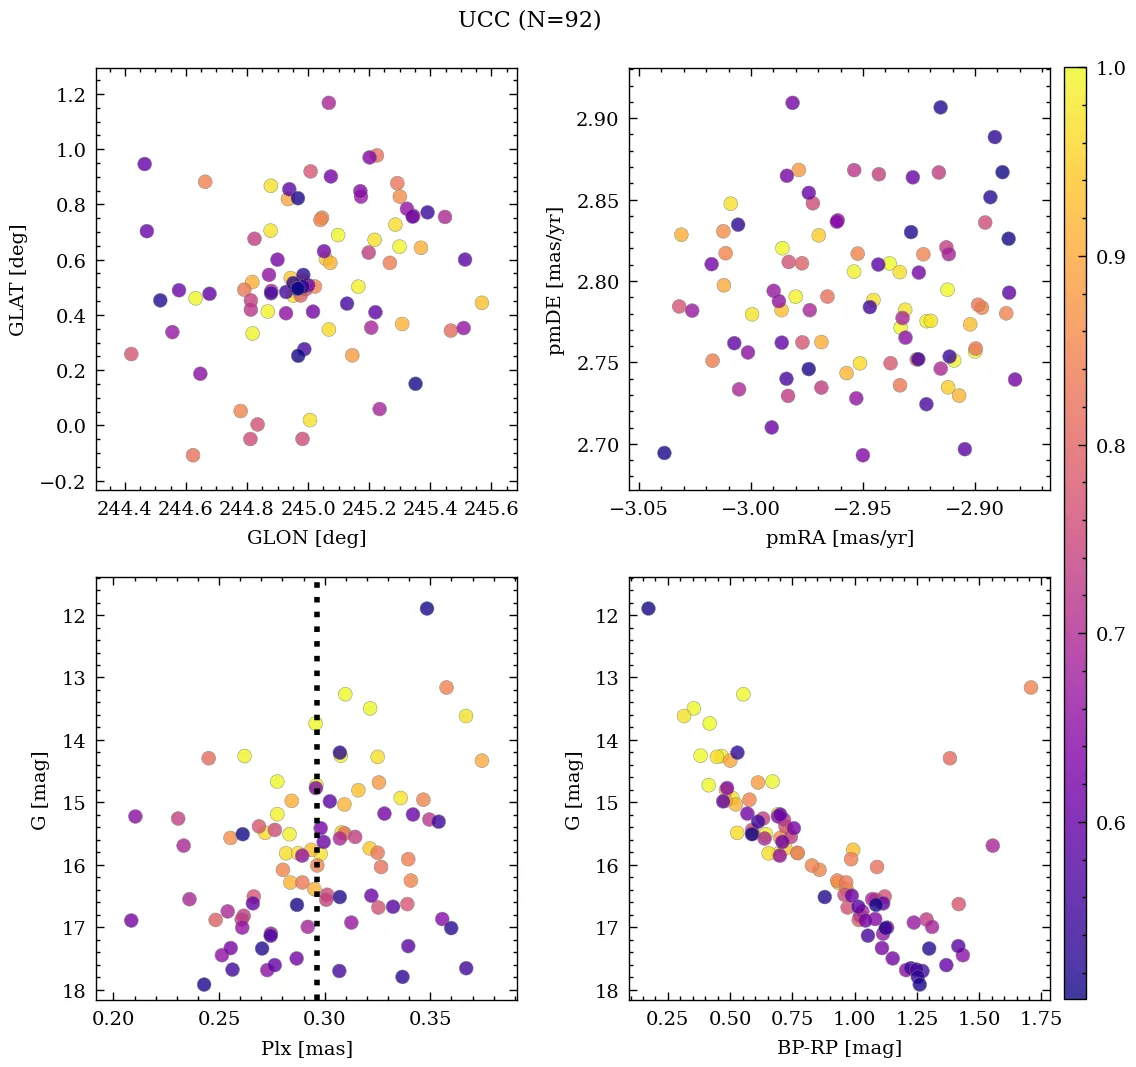 UCC (N=92)
1.2
1.0
0.8
0.6
0.4
0.2
0.0
−0.2
GLAT [deg]
244.4 244.6 244.8 245.0 245.2 245.4 245.6
GLON [deg]
2.90
2.85
2.80
2.75
2.70
pmDE [mas/yr]
−3.05 −3.00 −2.95 −2.90
pmRA [mas/yr]
1.0
0.9
0.8
0.7
0.6
12
13
14
15
16
17
18
G [mag]
0.20 0.25 0.30 0.35
Plx [mas]
12
13
14
15
16
17
18
G [mag]
0.25 0.50 0.75 1.00 1.25 1.50 1.75
BP-RP [mag]